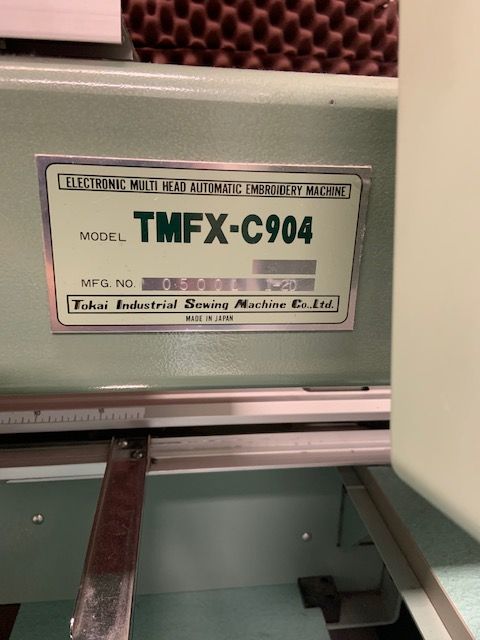 ELECTRONIC MULTI HEAD AUTOMATIC EMBROIDERY MACHINE
MODEL TMFX-C904
MFG. NO.
Tokai Industrial Sewing Machine Co.,Ltd.
MADE IN JAPAN